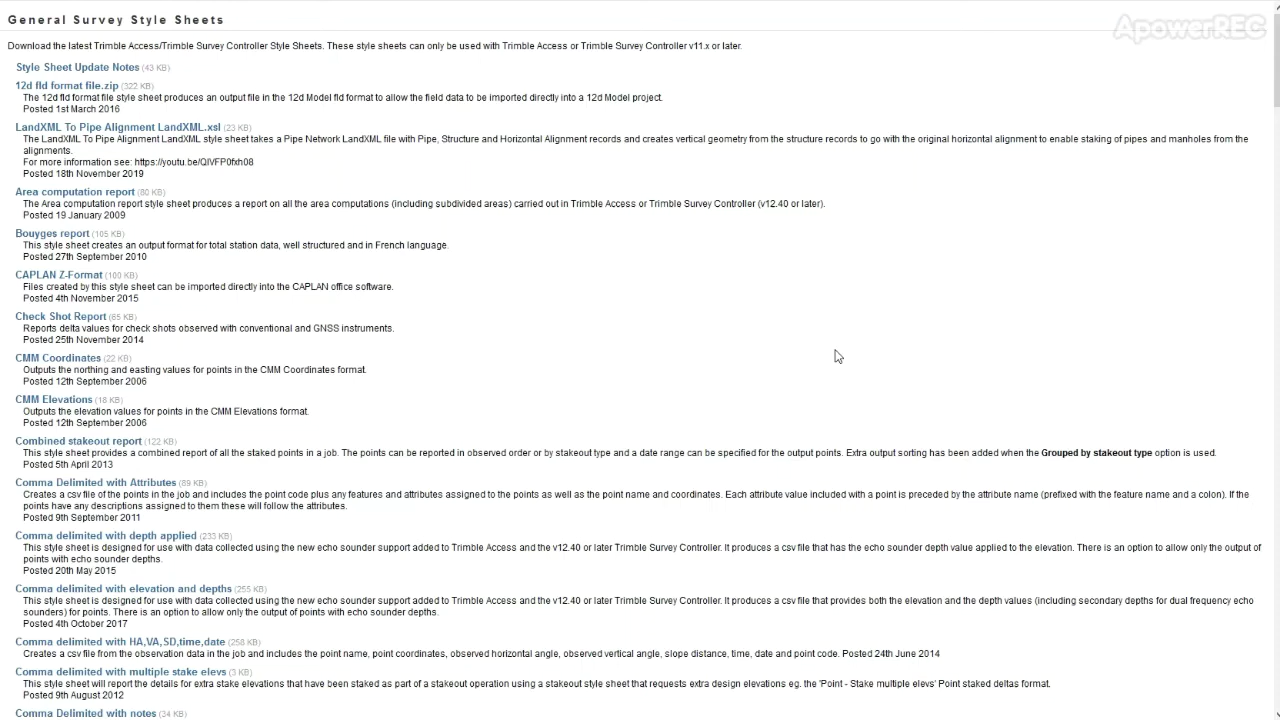 General Survey Style Sheets
ApowerREC
Download the latest Trimble Access/Trimble Survey Controller Style Sheets. These style sheets can only be used with Trimble Access or Trimble Survey Controller v11.x or later.
Style Sheet Update Notes (43 KB)
12d fld format file.zip (322 KB)
The 12d fld format file style sheet produces an output file in the 12d Model fld format to allow the field data to be imported directly into a 12d Model project.
Posted 1st March 2016
LandXML To Pipe Alignment LandXML.xsl (23 KB)
The LandXML To Pipe Alignment LandXML style sheet takes a Pipe Network LandXML file with Pipe, Structure and Horizontal Alignment records and creates vertical geometry from the structure records to go with the original horizontal alignment to enable staking of pipes and manholes from the
alignments.
For more information see: https://youtu.be/QIVFP0fxh08
Posted 18th November 2019
Area computation report (80 KB)
The Area computation report style sheet produces a report on all the area computations (including subdivided areas) carried out in Trimble Access or Trimble Survey Controller (v12.40 or later).
Posted 19 January 2009
Bouyges report (105 KB)
This style sheet creates an output format for total station data, well structured and in French language.
Posted 27th September 2010
CAPLAN Z-Format (100 KB)
Files created by this style sheet can be imported directly into the CAPLAN office software.
Posted 4th November 2015
Check Shot Report (65 KB)
Reports delta values for check shots observed with conventional and GNSS instruments.
Posted 25th November 2014
CMM Coordinates (22 KB)
Outputs the northing and easting values for points in the CMM Coordinates format.
Posted 12th September 2006
CMM Elevations (18 KB)
Outputs the elevation values for points in the CMM Elevations format.
Posted 12th September 2006
Combined stakeout report (122 KB)
This style sheet provides a combined report of all the staked points in a job. The points can be reported in observed order or by stakeout type and a date range can be specified for the output points. Extra output sorting has been added when the Grouped by stakeout type option is used.
Posted 5th April 2013
Comma Delimited with Attributes (89 KB)
Creates a csv file of the points in the job and includes the point code plus any features and attributes assigned to the points as well as the point name and coordinates. Each attribute value included with a point is preceded by the attribute name (prefixed with the feature name and a colon). If the
points have any descriptions assigned to them these will follow the attributes.
Posted 9th September 2011
Comma delimited with depth applied (233 KB)
This style sheet is designed for use with data collected using the new echo sounder support added to Trimble Access and the v12.40 or later Trimble Survey Controller. It produces a csv file that has the echo sounder depth value applied to the elevation. There is an option to allow only the output of
points with echo sounder depths.
Posted 20th May 2015
Comma delimited with elevation and depths (255 KB)
This style sheet is designed for use with data collected using the new echo sounder support added to Trimble Access and the v12.40 or later Trimble Survey Controller. It produces a csv file that provides both the elevation and the depth values (including secondary depths for dual frequency echo
sounders) for points. There is an option to allow only the output of points with echo sounder depths.
Posted 4th October 2017
Comma delimited with HA,VA,SD,time,date (258 KB)
Creates a csv file from the observation data in the job and includes the point name, point coordinates, observed horizontal angle, observed vertical angle, slope distance, time, date and point code. Posted 24th June 2014
Comma delimited with multiple stake elevs (3 KB)
This style sheet will report the details for extra stake elevations that have been staked as part of a stakeout operation using a stakeout style sheet that requests extra design elevations eg. the 'Point - Stake multiple elevs' Point staked deltas format.
Posted 9th August 2012
Comma Delimited with notes (34 KB)